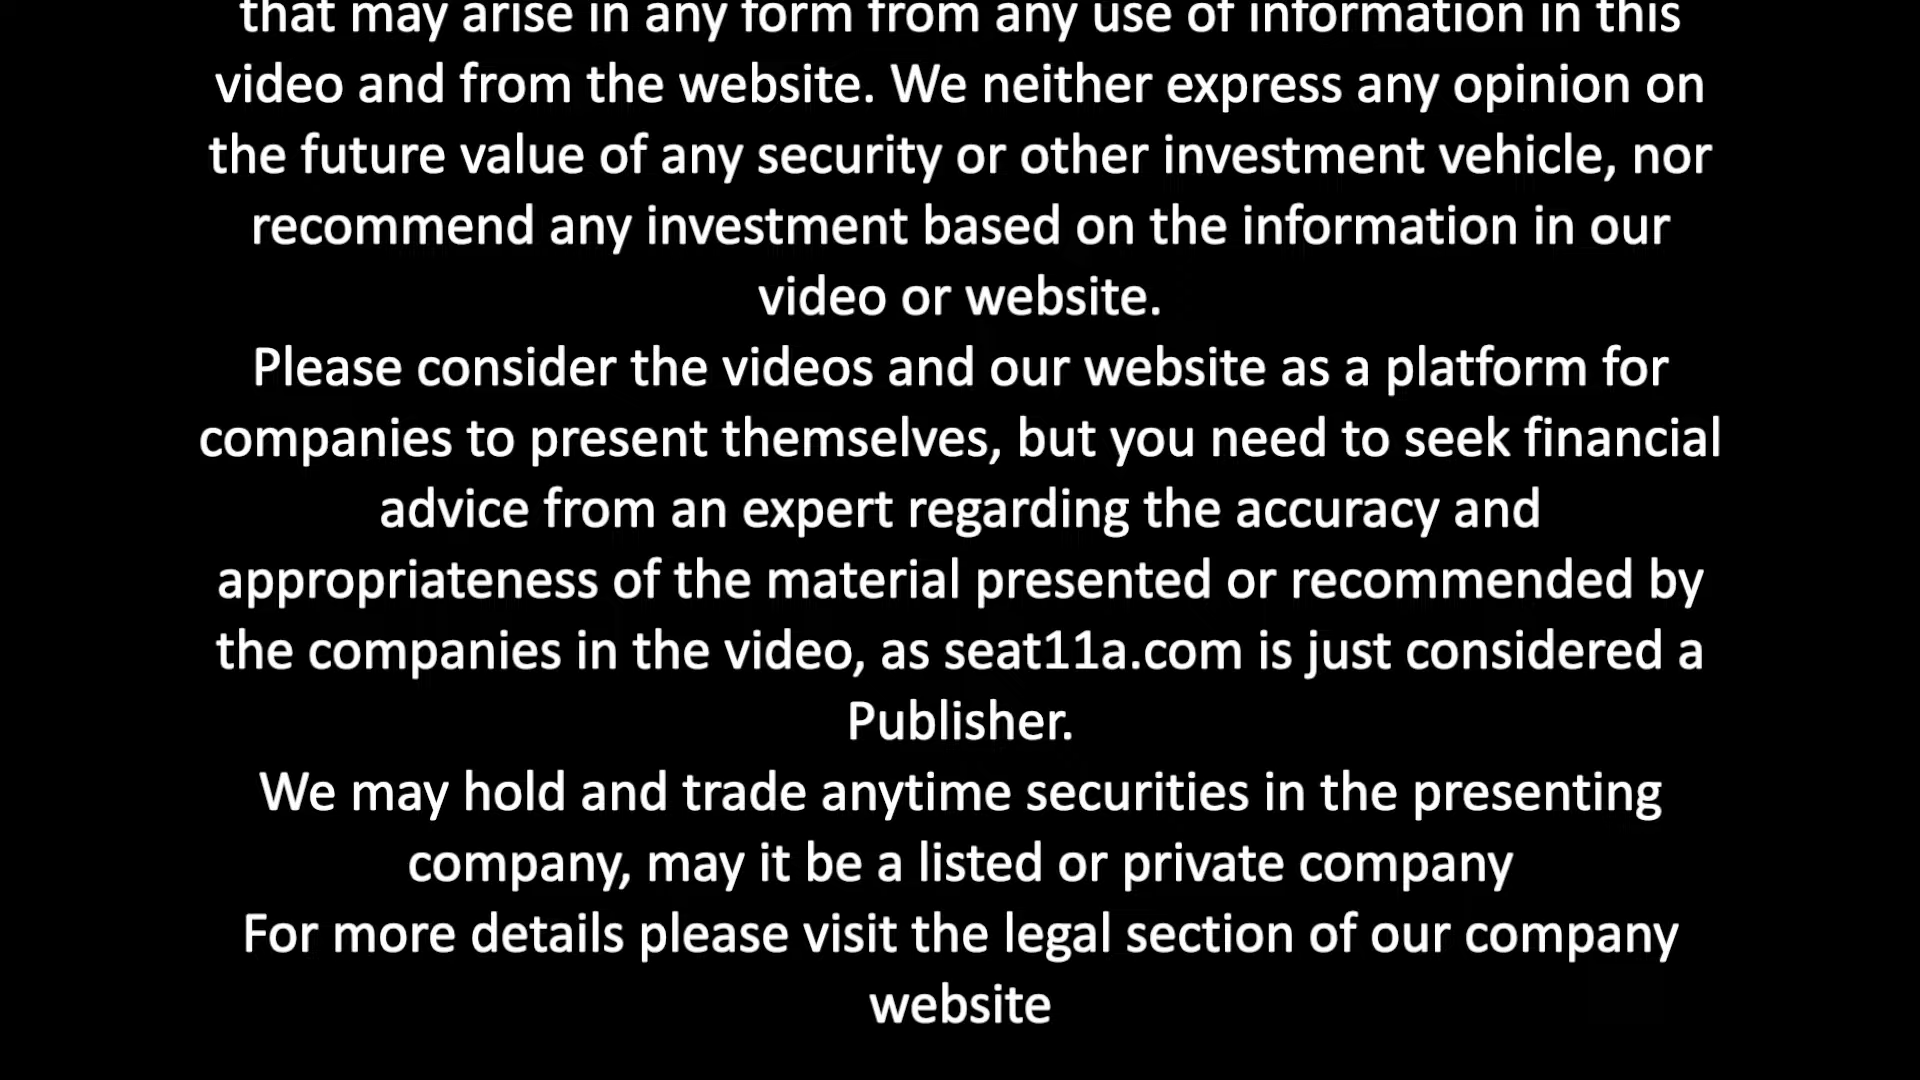 that may arise in any form from any use of information in this
video and from the website. We neither express any opinion on
the future value of any security or other investment vehicle, nor
recommend any investment based on the information in our
video or website.
Please consider the videos and our website as a platform for
companies to present themselves, but you need to seek financial
advice from an expert regarding the accuracy and
appropriateness of the material presented or recommended by
the companies in the video, as seat11a.com is just considered a
Publisher.
We may hold and trade anytime securities in the presenting
company, may it be a listed or private company
For more details please visit the legal section of our company
website